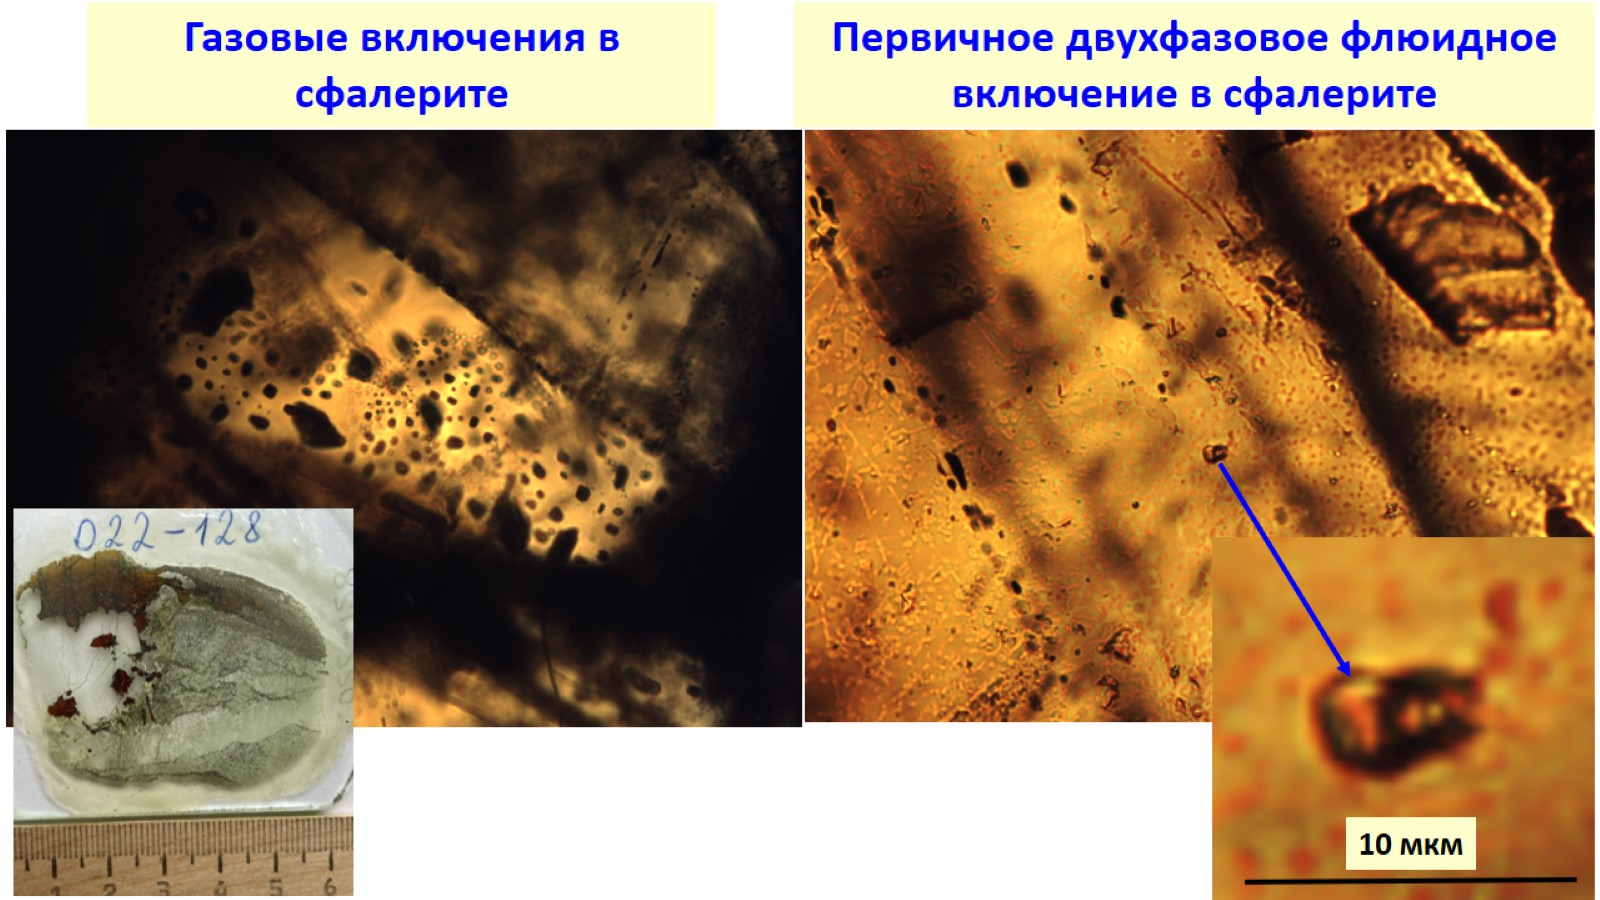 Газовые включения в
сфалерите
Первичное двухфазовое флюидное
включение в сфалерите
D22-128
1 2 3 4 5 6
10 мкм